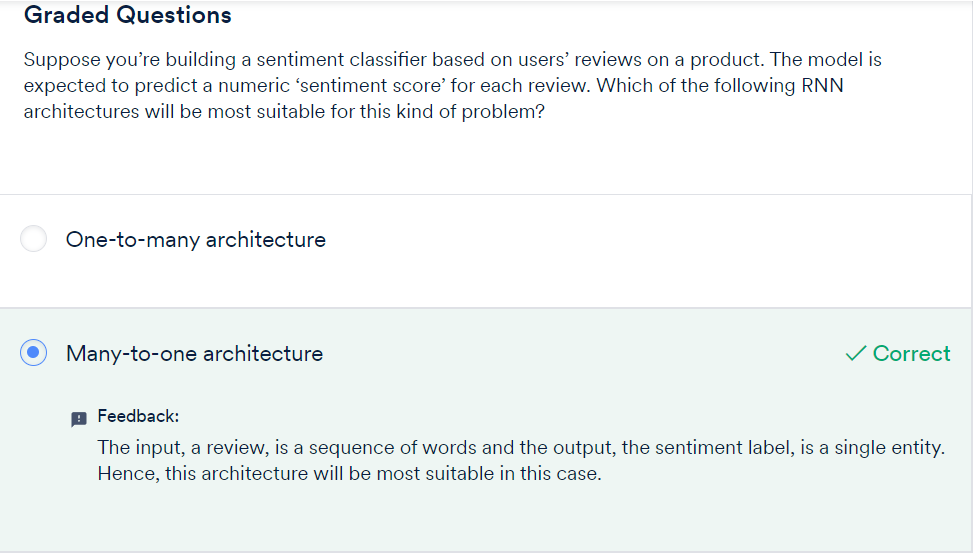 Graded Questions
Suppose you’re building a sentiment classifier based on users’ reviews on a product. The model is
expected to predict a numeric ‘sentiment score’ for each review. Which of the following RNN
architectures will be most suitable for this kind of problem?
One-to-many architecture
Many-to-one architecture
Correct
Feedback:
The input, a review, is a sequence of words and the output, the sentiment label, is a single entity.
Hence, this architecture will be most suitable in this case.